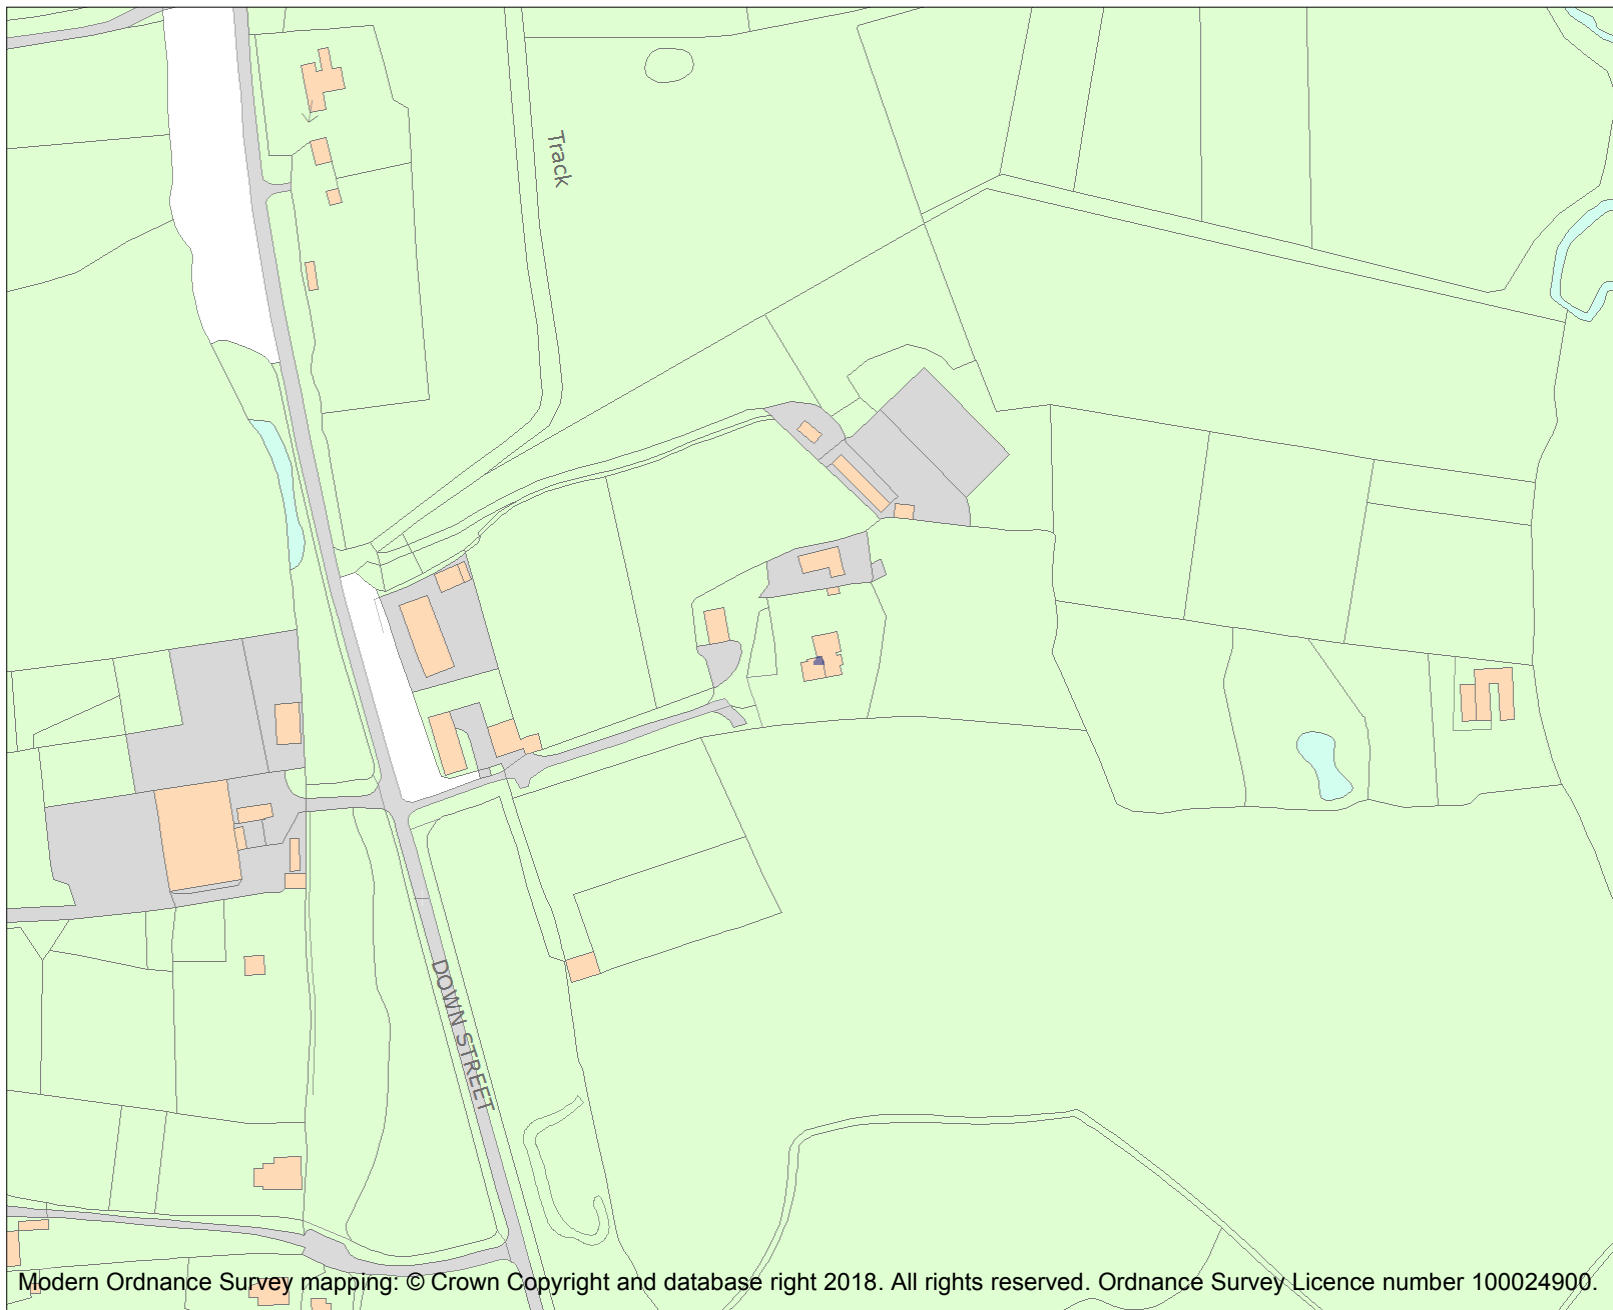 Track
DOWN STREET
Modern Ordnance Survey mapping: © Crown Copyright and database right 2018. All rights reserved. Ordnance Survey Licence number 100024900.